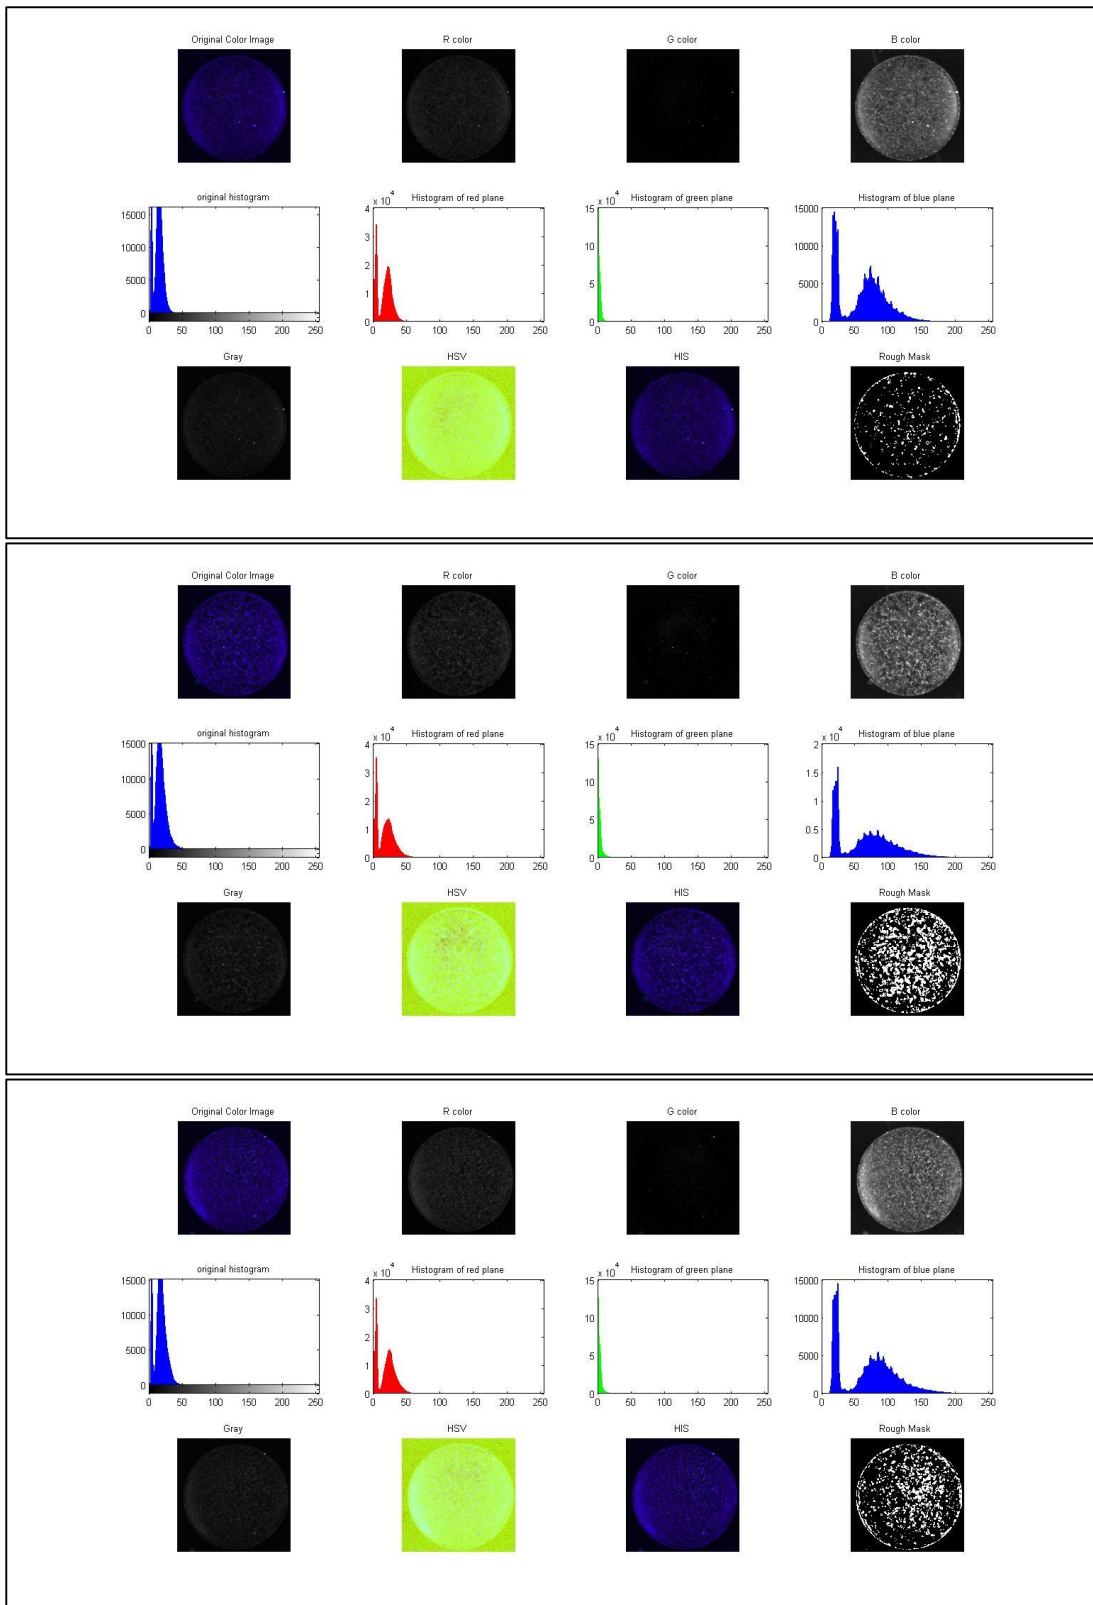 Original Color Image R color G color B color
original histogram Histogram of red plane Histogram of green plane Histogram of blue plane
x 10^4 x 10^4
15000 10000 5000 0
4 3 2 1 0
15 10 5 0
15000 10000 5000 0
0 50 100 150 200 250 0 50 100 150 200 250 0 50 100 150 200 250 0 50 100 150 200 250
Gray HSV HIS Rough Mask
Original Color Image R color G color B color
original histogram Histogram of red plane Histogram of green plane Histogram of blue plane
x 10^4 x 10^4 x 10^4
15000 10000 5000 0
4 3 2 1 0
15 10 5 0
2 1.5 1 0.5 0
0 50 100 150 200 250 0 50 100 150 200 250 0 50 100 150 200 250 0 50 100 150 200 250
Gray HSV HIS Rough Mask
Original Color Image R color G color B color
original histogram Histogram of red plane Histogram of green plane Histogram of blue plane
x 10^4 x 10^4
15000 10000 5000 0
4 3 2 1 0
15 10 5 0
15000 10000 5000 0
0 50 100 150 200 250 0 50 100 150 200 250 0 50 100 150 200 250 0 50 100 150 200 250
Gray HSV HIS Rough Mask